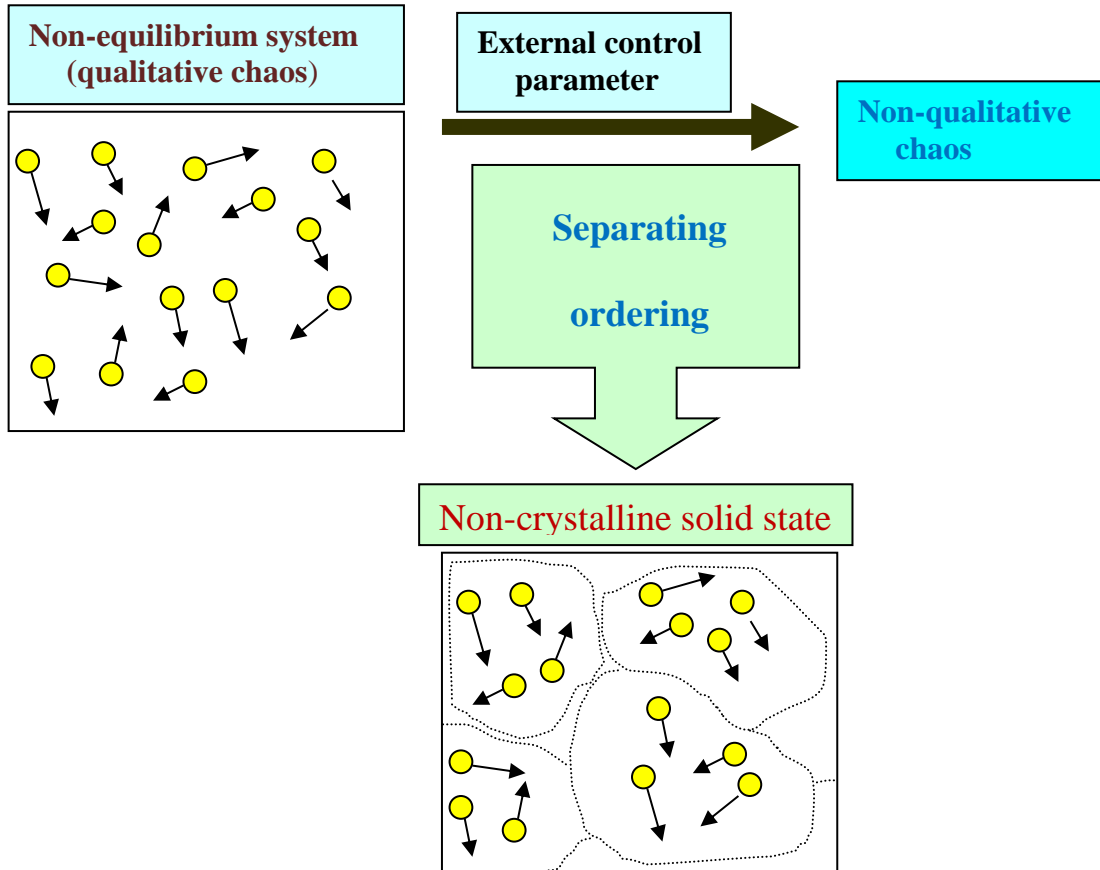 Non-equilibrium system
(qualitative chaos)
External control
parameter
Non-qualitative
chaos
Separating
ordering
Non-crystalline solid state